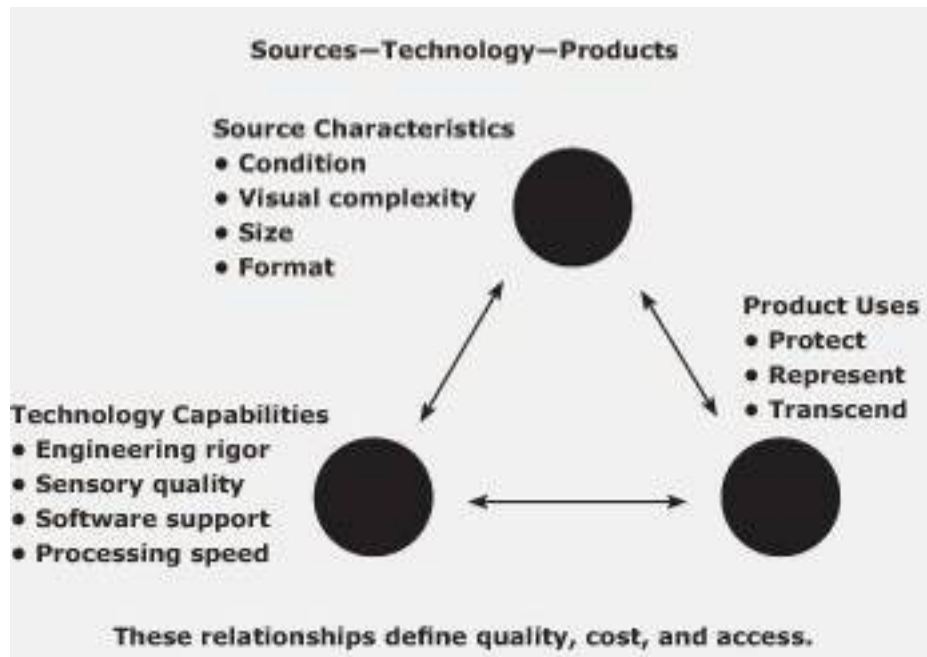 Sources—Technology—Products
Source Characteristics
• Condition
• Visual complexity
• Size
• Format
Product Uses
• Protect
• Represent
• Transcend
Technology Capabilities
• Engineering rigor
• Sensory quality
• Software support
• Processing speed
These relationships define quality, cost, and access.